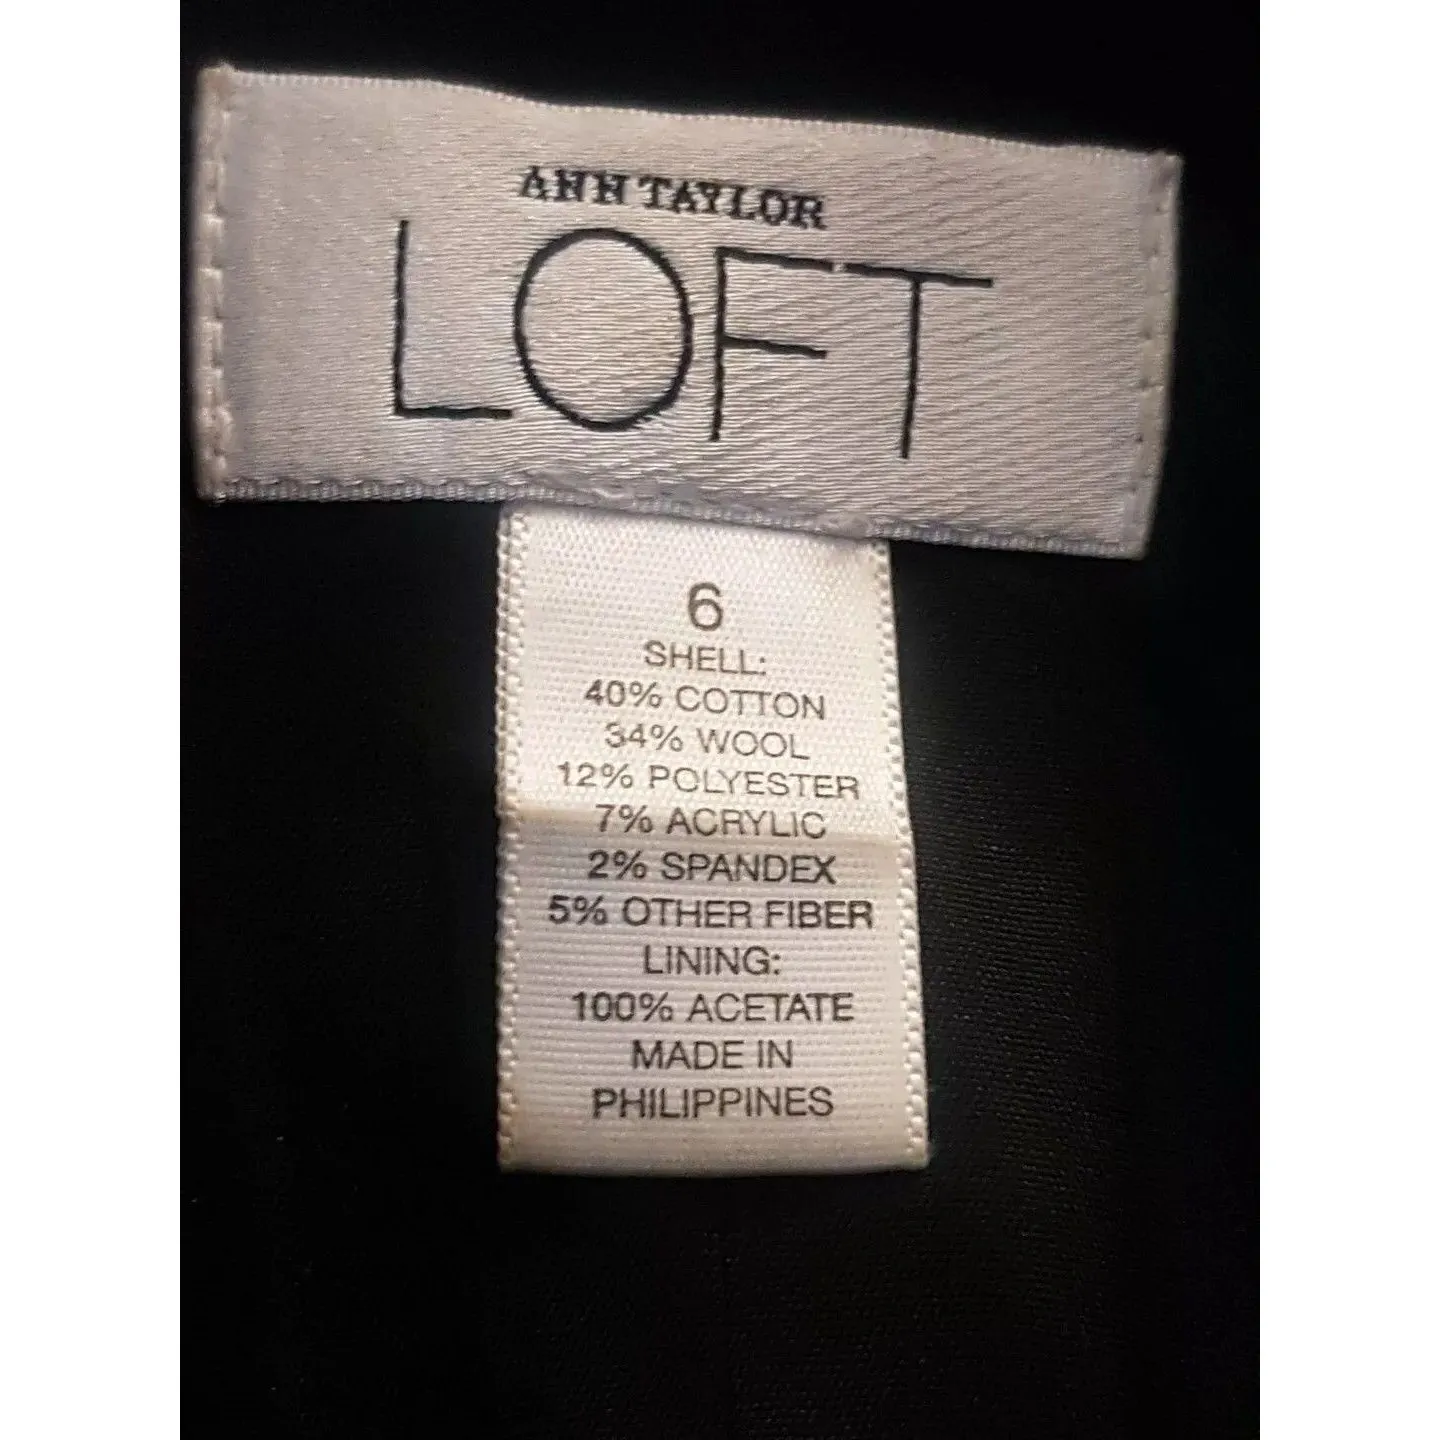 ANN TAYLOR
LOFT
6
SHELL:
40% COTTON
34% WOOL
12% POLYESTER
7% ACRYLIC
2% SPANDEX
5% OTHER FIBER
LINING:
100% ACETATE
MADE IN
PHILIPPINES